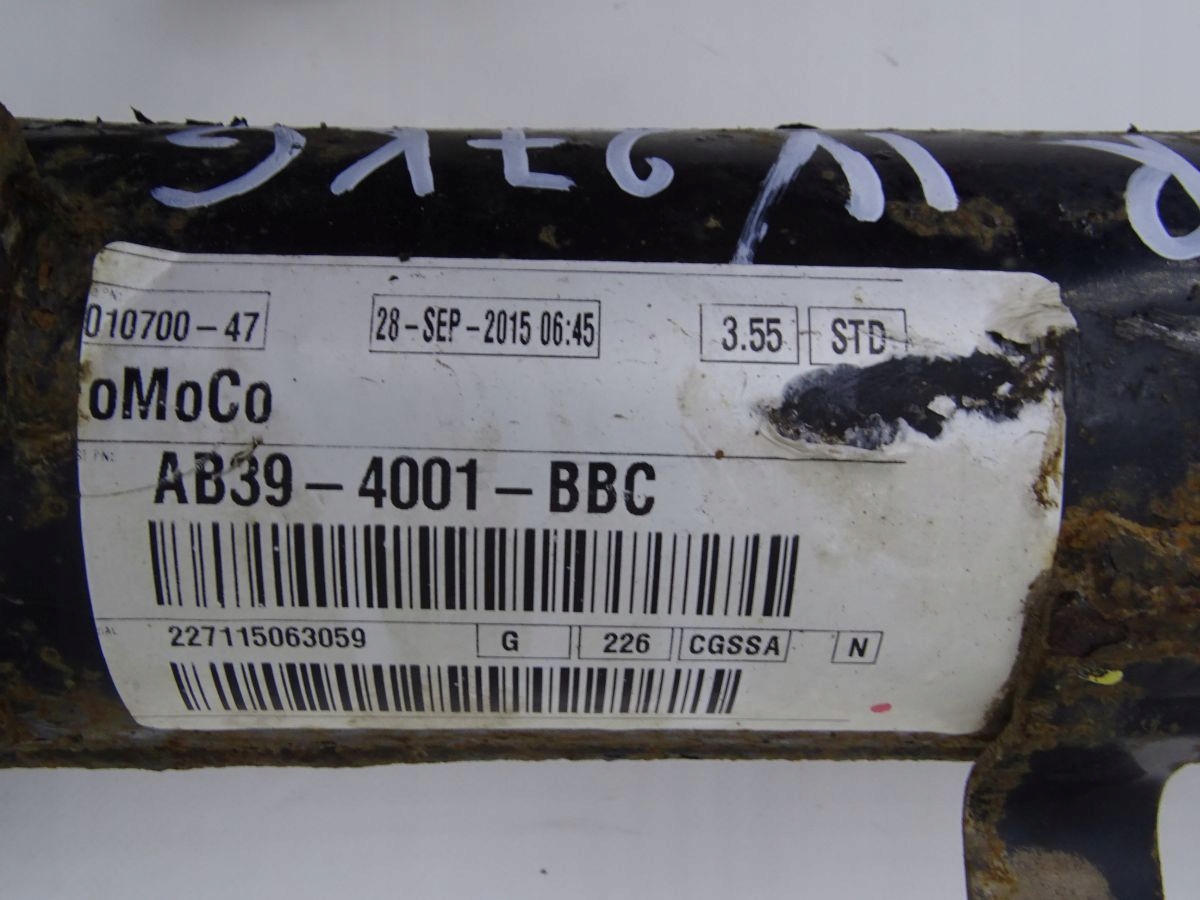 010700-47 28-SEP-2015 06:45 3.55 STD
oMoCo
AB39-4001-BBC
227115063059 G 226 CGSSA N